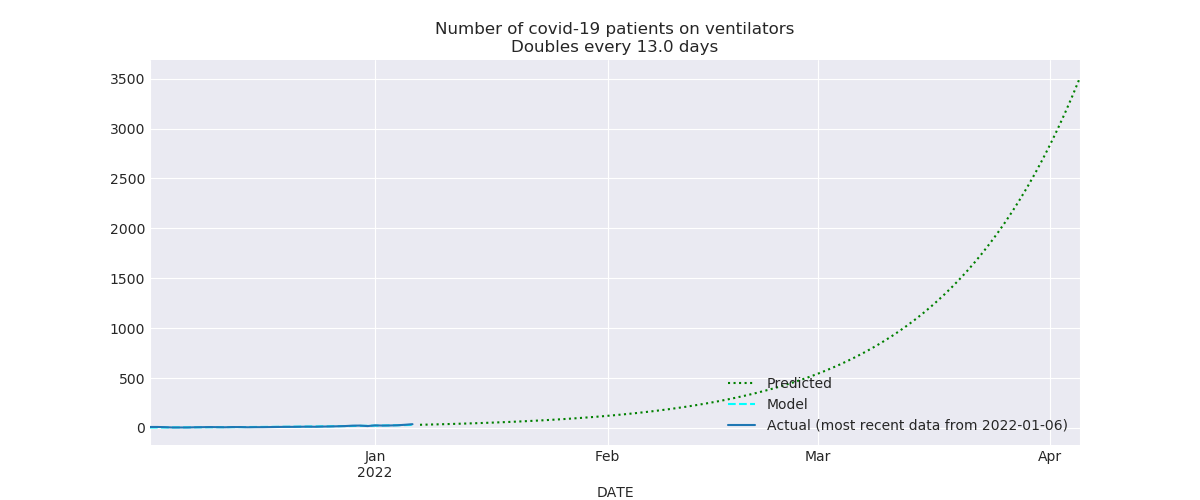 Number of covid-19 patients on ventilators
Doubles every 13.0 days
3500
3000
2500
2000
1500
1000
500
0
Predicted
Model
Actual (most recent data from 2022-01-06)
Jan
2022
Feb
Mar
Apr
DATE